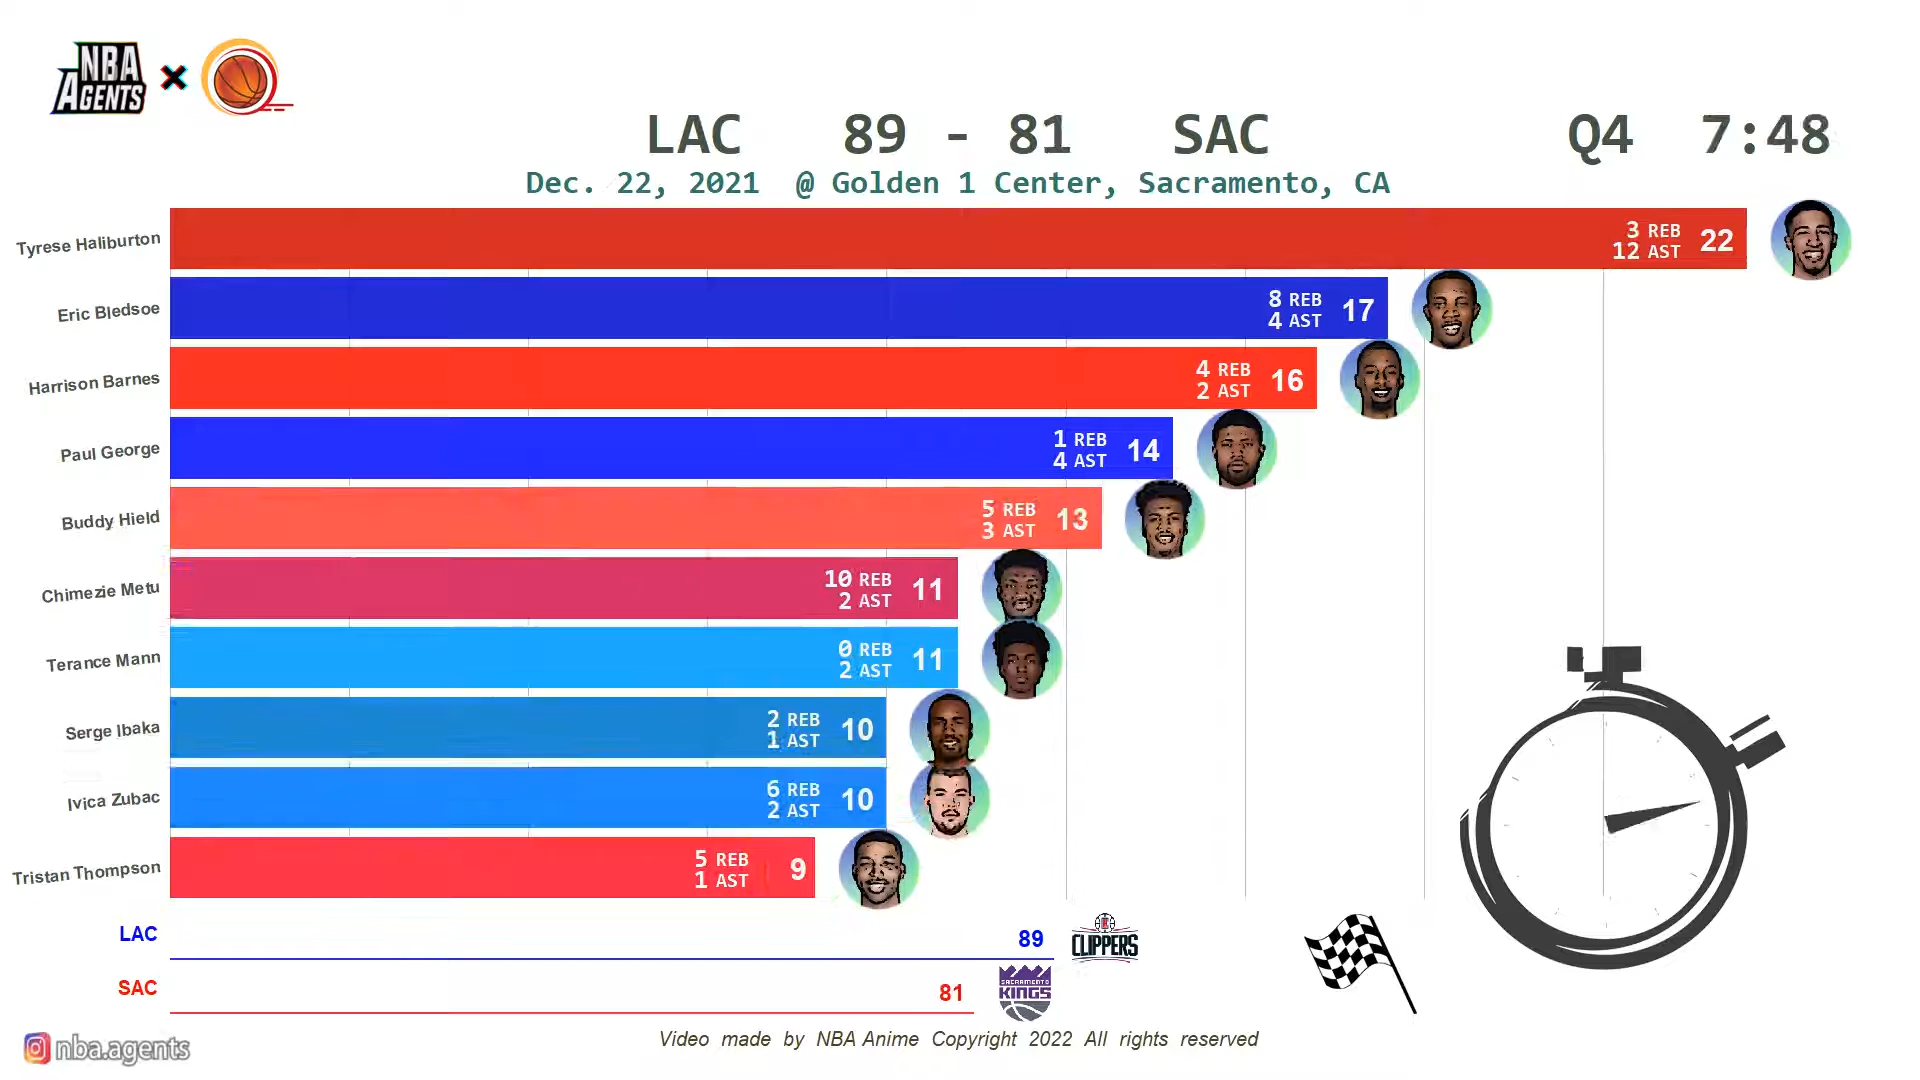 NBA
AGENTS
LAC 89 - 81 SAC
Q4 7:48
Dec. 22, 2021 @ Golden 1 Center, Sacramento, CA
Tyrese Haliburton
3 REB
12 AST
22
Eric Bledsoe
8 REB
4 AST
17
Harrison Barnes
4 REB
2 AST
16
Paul George
1 REB
4 AST
14
Buddy Hield
5 REB
3 AST
13
Chimezie Metu
10 REB
2 AST
11
Terance Mann
0 REB
2 AST
11
Serge Ibaka
2 REB
1 AST
10
Ivica Zubac
6 REB
2 AST
10
Tristan Thompson
5 REB
1 AST
9
LAC 89
CLIPPERS
SAC 81
SACRAMENTO
KINGS
Video made by NBA Anime Copyright 2022 All rights reserved
nba.agents